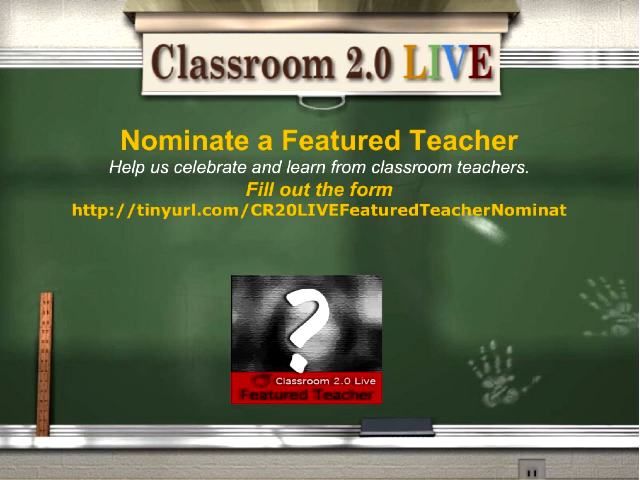 Classroom 2.0 LIVE
Nominate a Featured Teacher
Help us celebrate and learn from classroom teachers.
Fill out the form
http://tinyurl.com/CR20LIVEFeaturedTeacherNominat
?
Classroom 2.0 Live
Featured Teacher